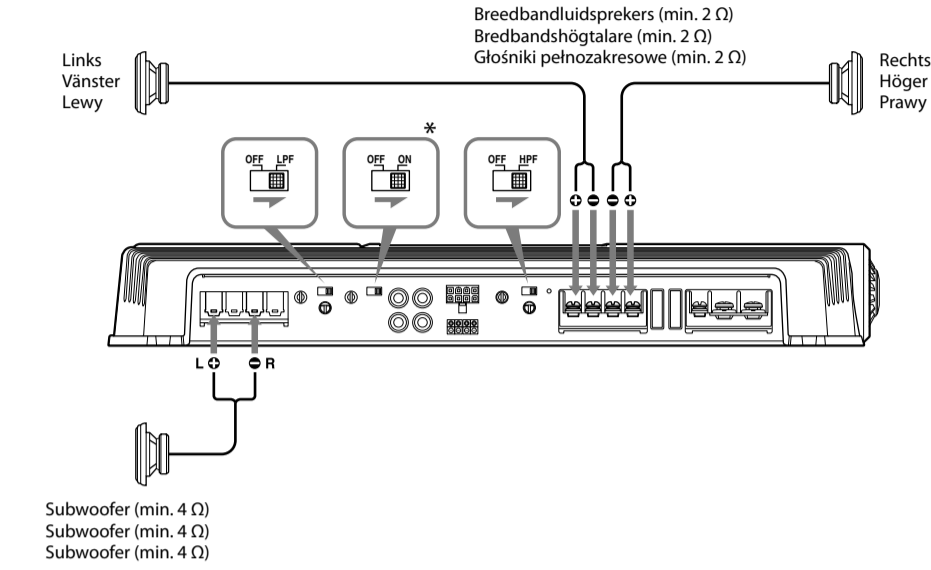 Breedbandluidsprekers (min. 2 Ω)
Bredbandshögtalare (min. 2 Ω)
Głośniki pełnozakresowe (min. 2 Ω)
Links
Vänster
Lewy
Rechts
Höger
Prawy
*
OFF LPF
OFF ON
OFF HPF
+ − − +
L + − R
Subwoofer (min. 4 Ω)
Subwoofer (min. 4 Ω)
Subwoofer (min. 4 Ω)